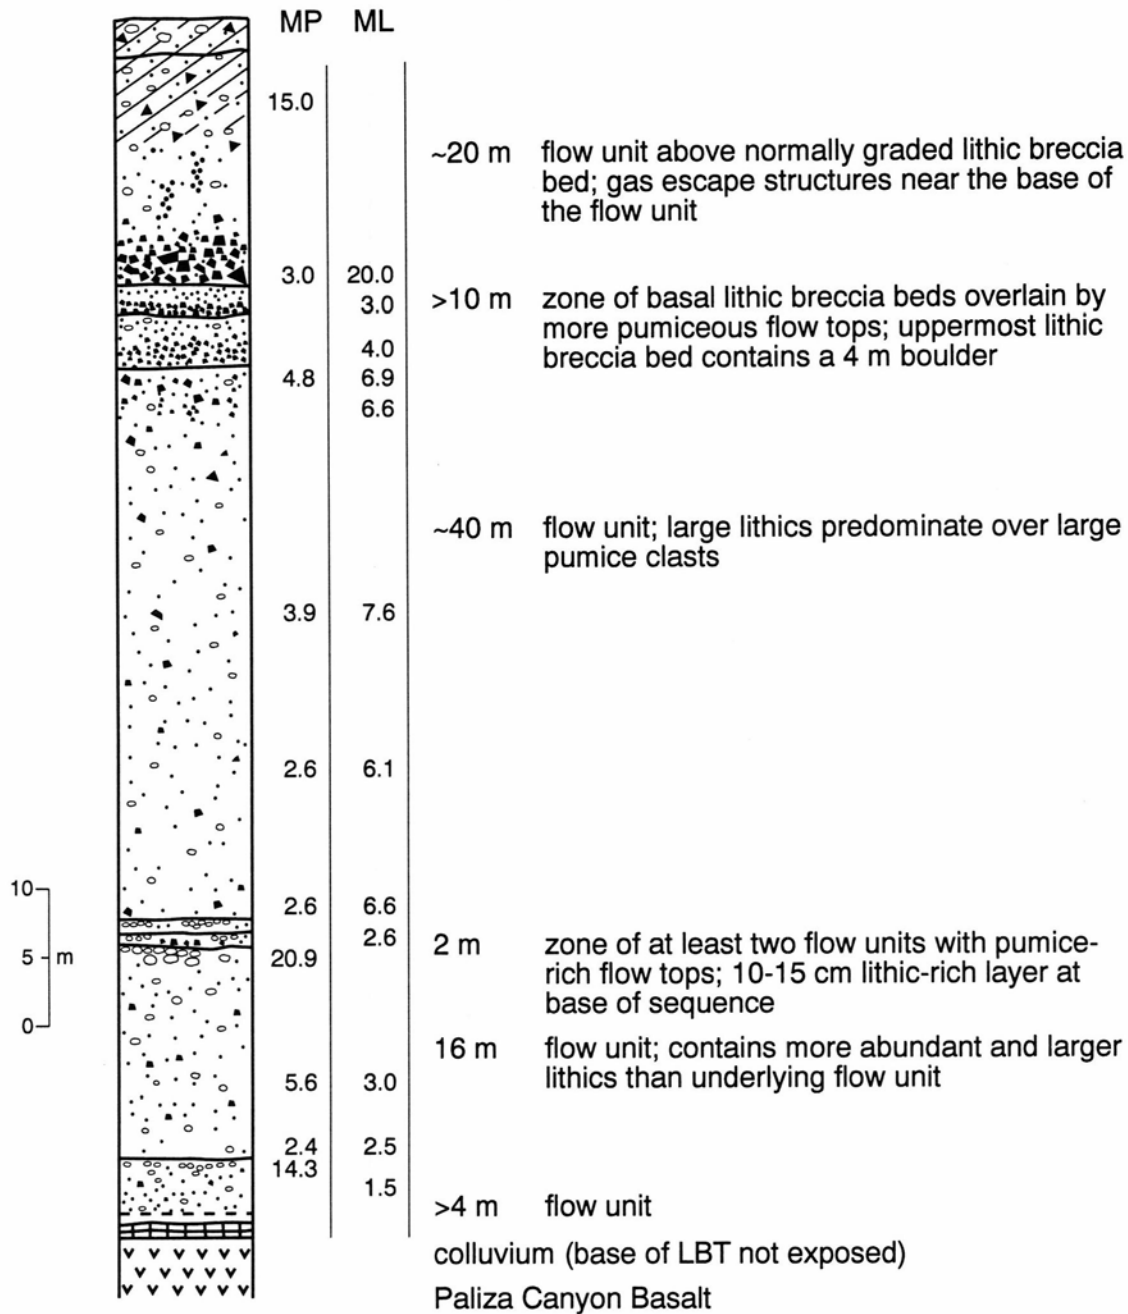 MP ML
15.0
~20 m flow unit above normally graded lithic breccia
bed; gas escape structures near the base of
the flow unit
3.0 20.0
3.0 >10 m zone of basal lithic breccia beds overlain by
more pumiceous flow tops; uppermost lithic
4.0 breccia bed contains a 4 m boulder
4.8 6.9
6.6
~40 m flow unit; large lithics predominate over large
pumice clasts
3.9 7.6
2.6 6.1
10
2.6 6.6
2.6 2 m zone of at least two flow units with pumice-
5 m 20.9 rich flow tops; 10-15 cm lithic-rich layer at
base of sequence
0
16 m flow unit; contains more abundant and larger
5.6 3.0 lithics than underlying flow unit
2.4 2.5
14.3
1.5
>4 m flow unit
colluvium (base of LBT not exposed)
Paliza Canyon Basalt